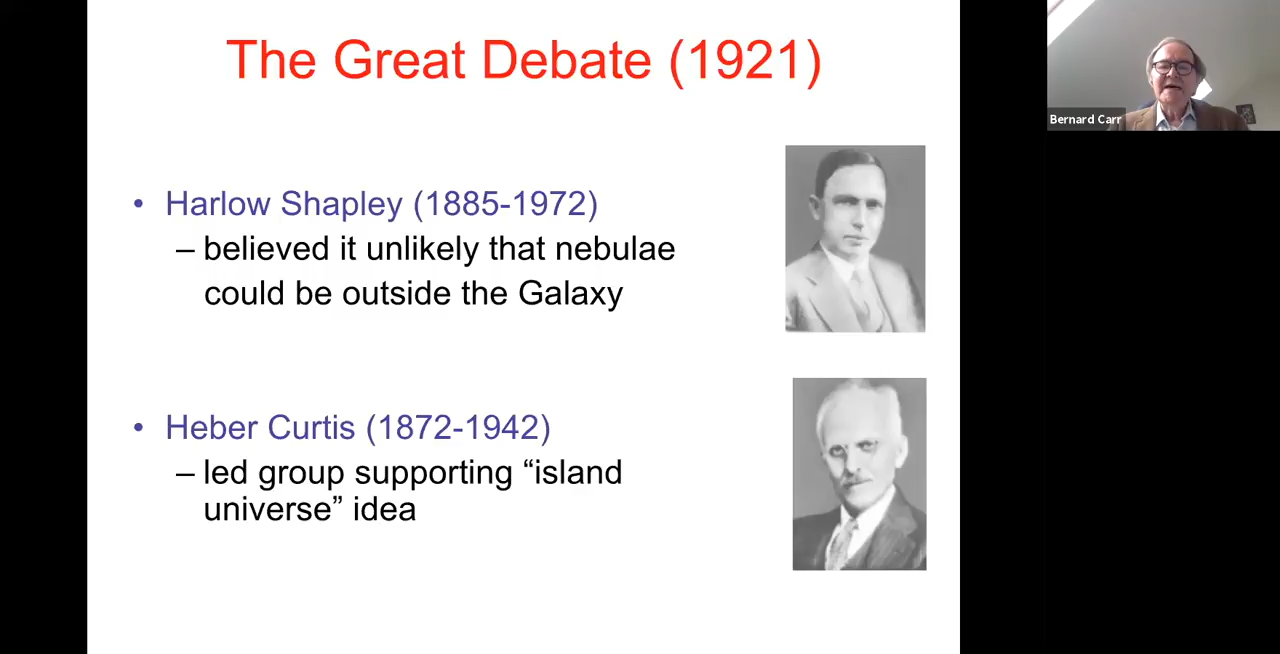 The Great Debate (1921)
• Harlow Shapley (1885-1972)
– believed it unlikely that nebulae
could be outside the Galaxy
• Heber Curtis (1872-1942)
– led group supporting “island
universe” idea
Bernard Carr